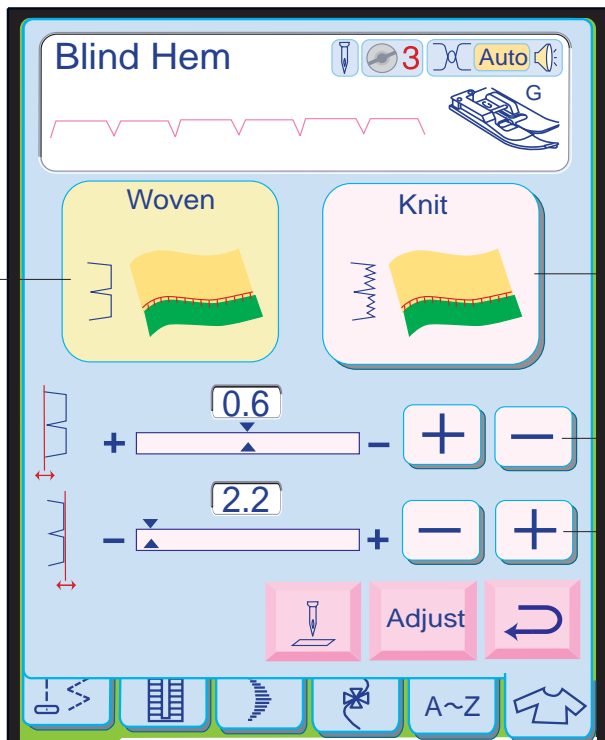 Blind Hem
3
Auto
G
Woven
Knit
0.6
+ −
+ −
2.2
− +
− +
Adjust
A~Z